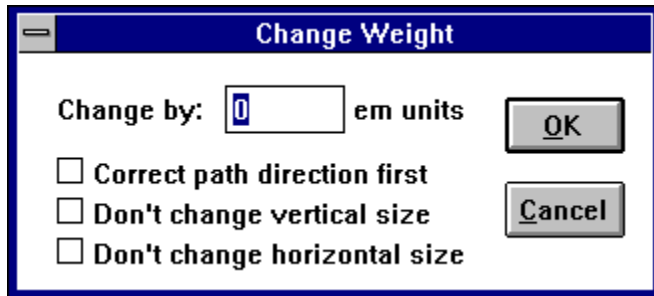 Change Weight
Change by: 0 em units
OK
Correct path direction first
Don't change vertical size
Cancel
Don't change horizontal size